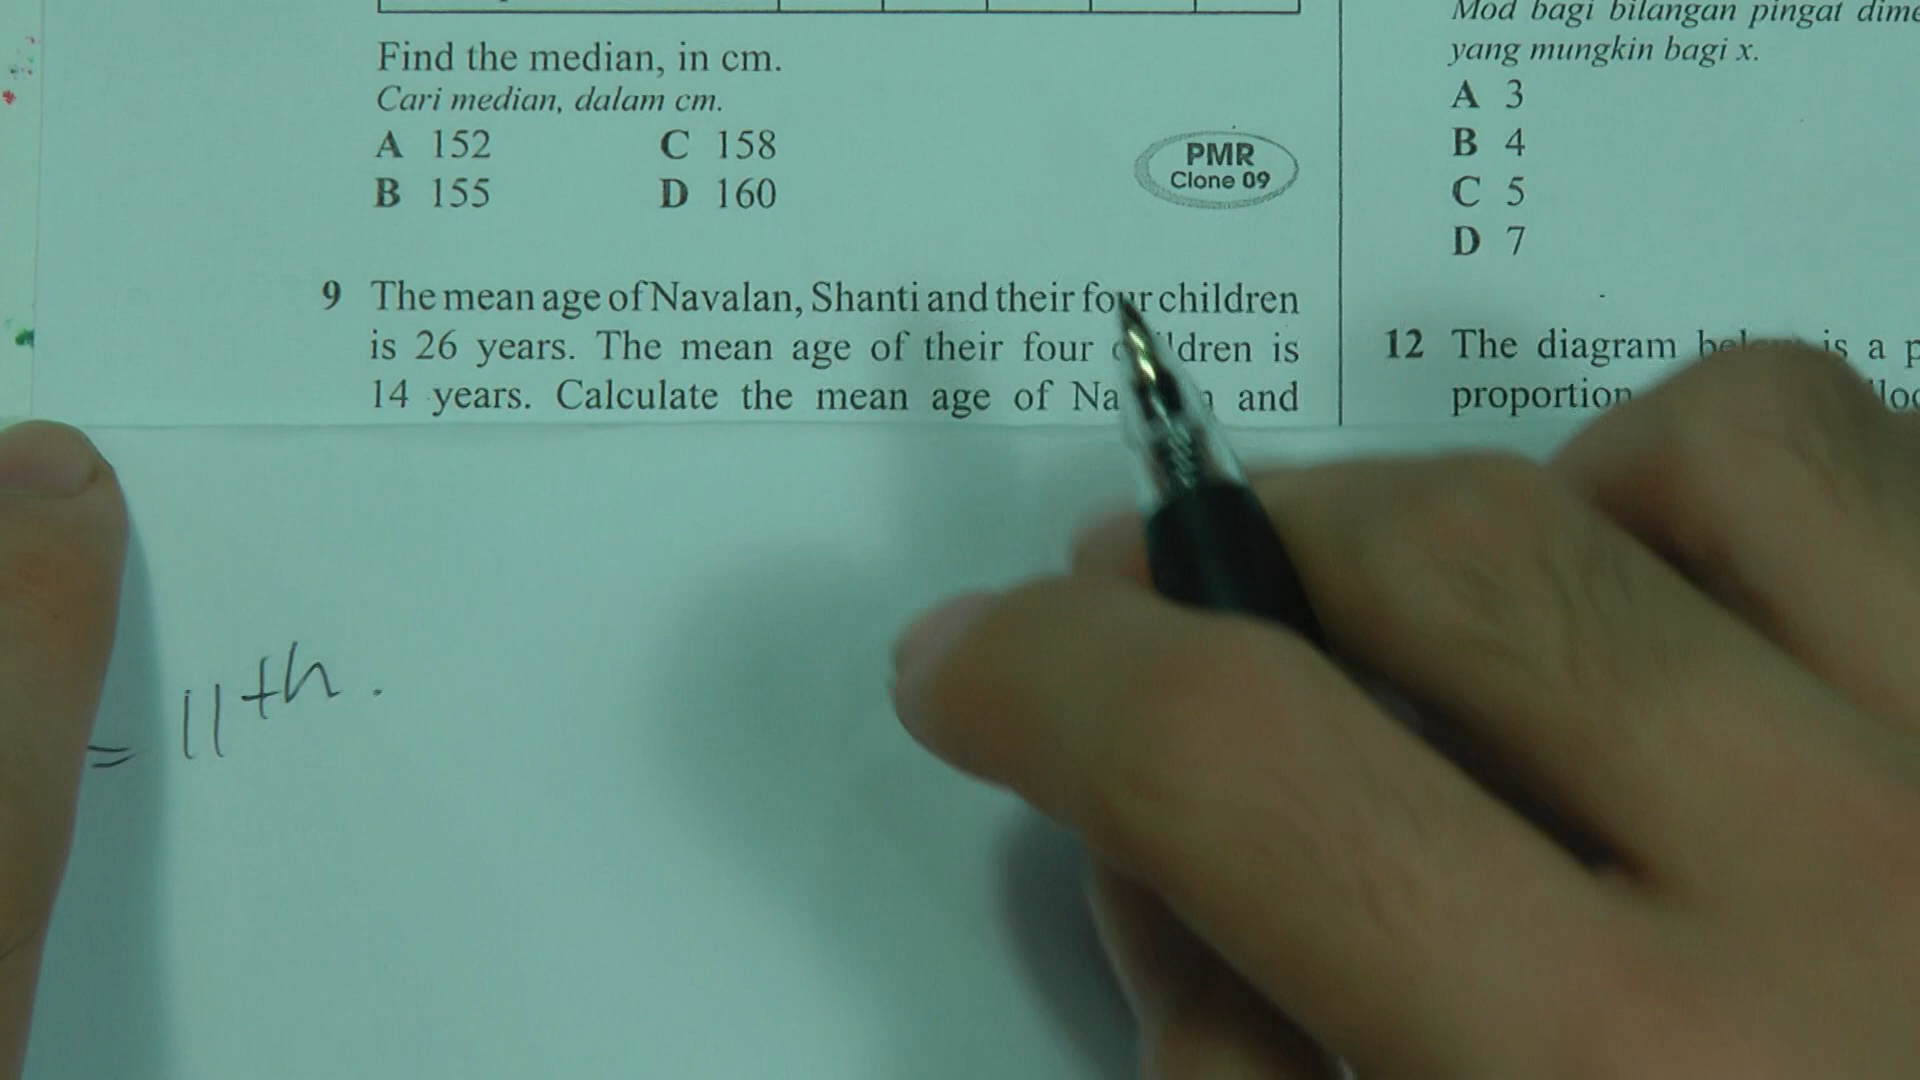 Find the median, in cm.
Cari median, dalam cm.
A 152 C 158
B 155 D 160
PMR
Clone 09
9 The mean age of Navalan, Shanti and their four children
is 26 years. The mean age of their four children is
14 years. Calculate the mean age of and
= 11th.
Mod bagi bilangan pingat
yang mungkin bagi x.
A 3
B 4
C 5
D 7
12 The diagram below is a
proportion